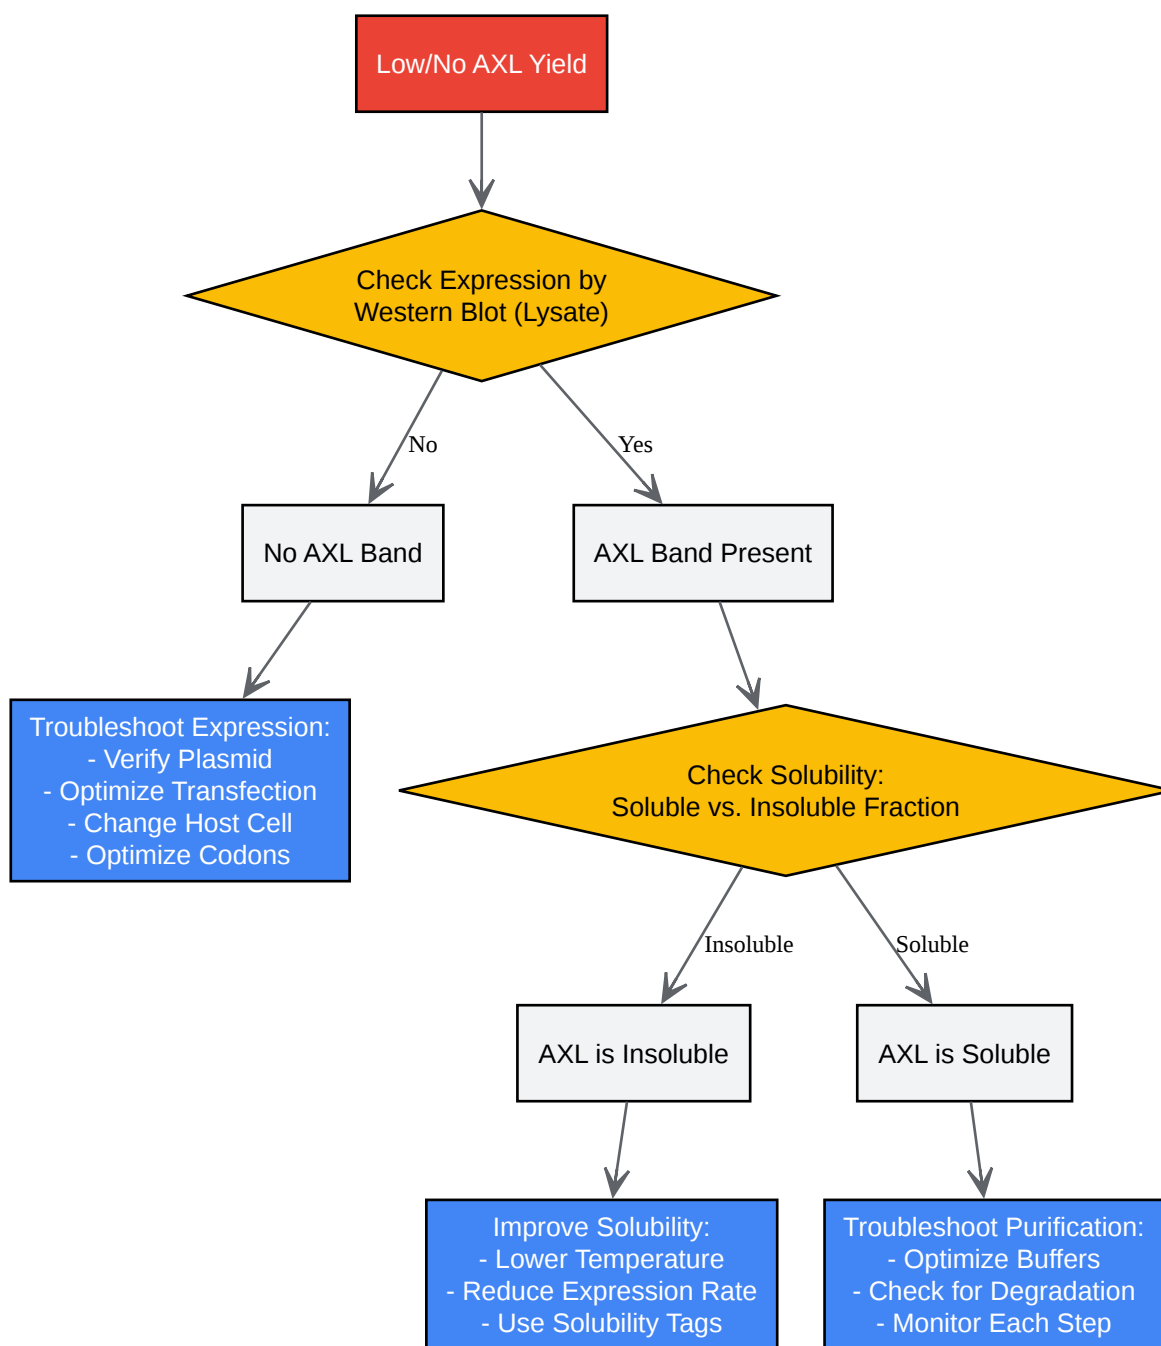 Low/No AXL Yield
Check Expression by
Western Blot (Lysate)
No
Yes
No AXL Band
AXL Band Present
Troubleshoot Expression:
- Verify Plasmid
- Optimize Transfection
- Change Host Cell
- Optimize Codons
Check Solubility:
Soluble vs. Insoluble Fraction
Insoluble
Soluble
AXL is Insoluble
AXL is Soluble
Improve Solubility:
- Lower Temperature
- Reduce Expression Rate
- Use Solubility Tags
Troubleshoot Purification:
- Optimize Buffers
- Check for Degradation
- Monitor Each Step